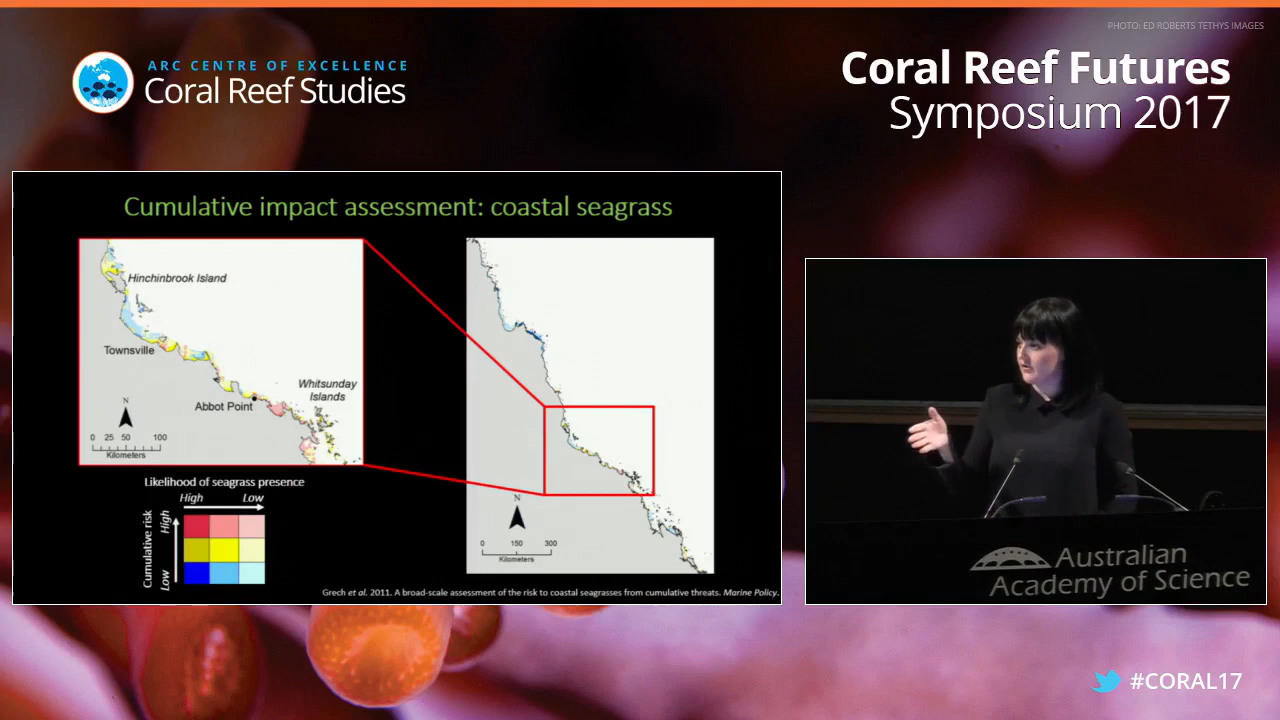 PHOTO: ED ROBERTS TETHYS IMAGES
ARC CENTRE OF EXCELLENCE
Coral Reef Studies
Coral Reef Futures
Symposium 2017
Cumulative impact assessment: coastal seagrass
Hinchinbrook Island
Townsville
Whitsunday
Islands
Abbot Point
N
0 25 50 100
Kilometers
N
0 150 300
Kilometers
Likelihood of seagrass presence
High Low
Cumulative risk
High
Low
Grech et al. 2011. A broad-scale assessment of the risk to coastal seagrasses from cumulative threats. Marine Policy.
Australian
Academy of Science
#CORAL17